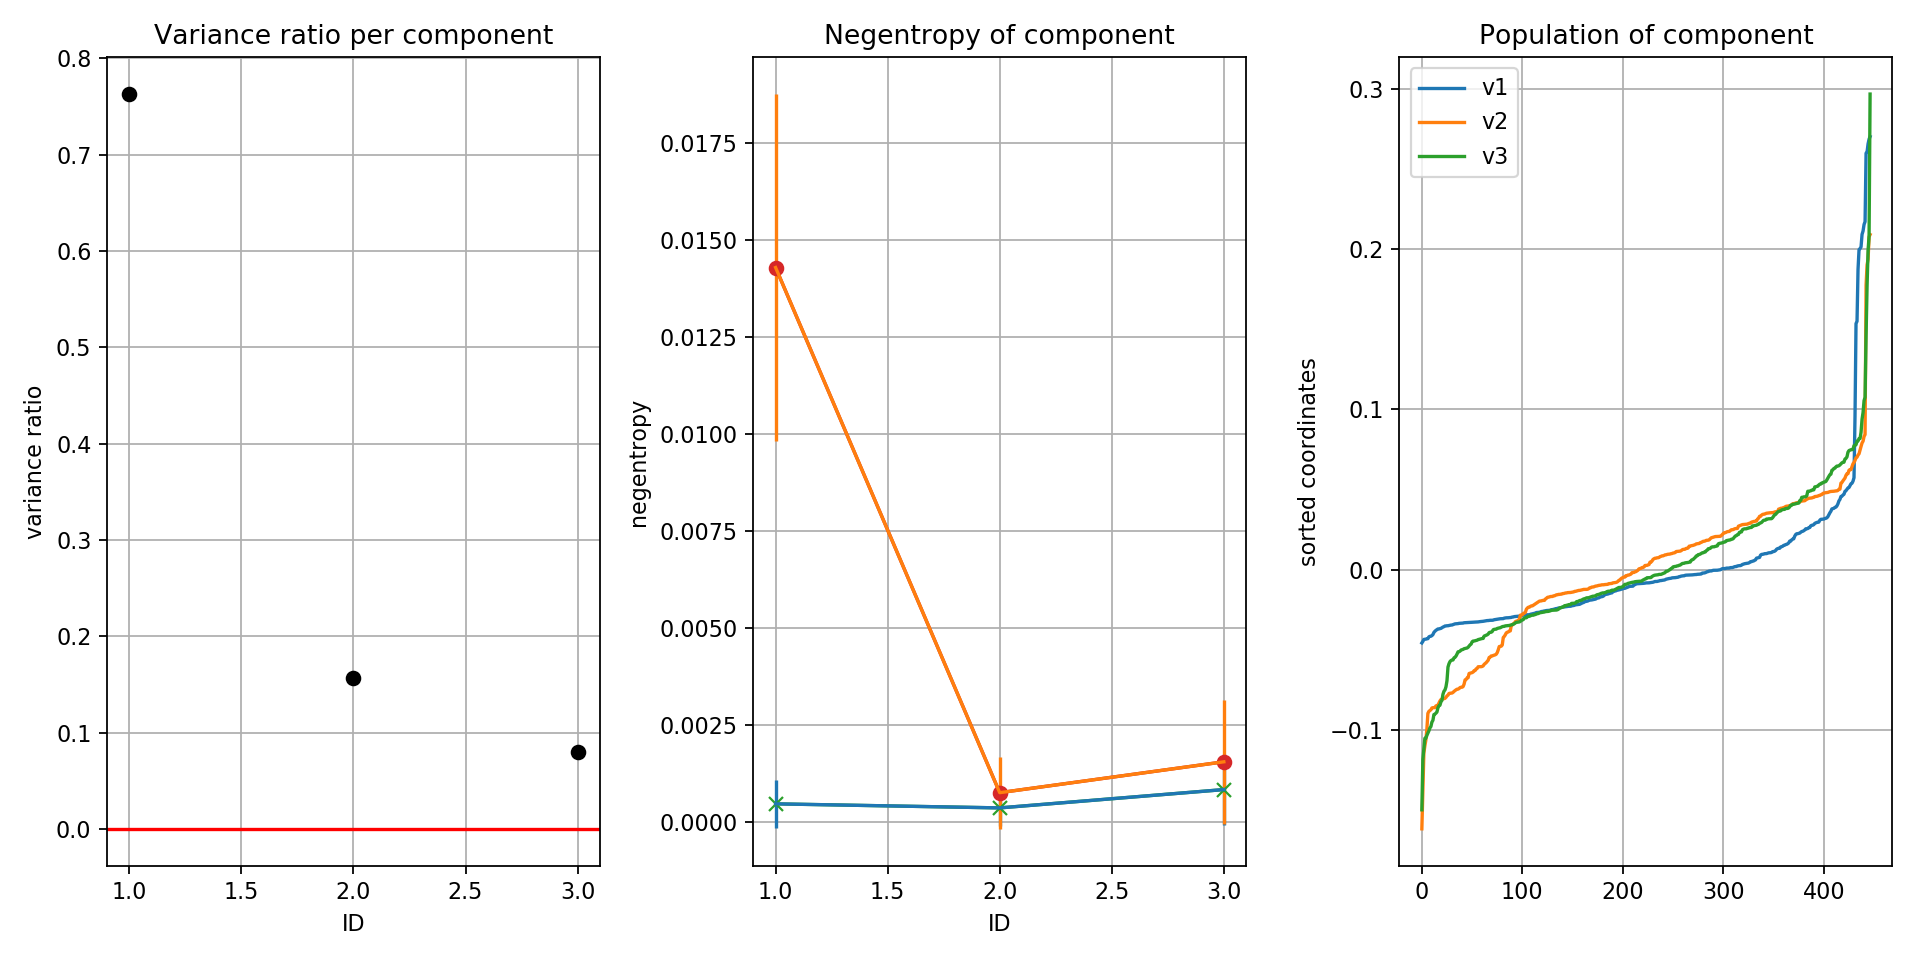 Variance ratio per component
0.8
0.7
0.6
0.5
0.4
0.3
0.2
0.1
0.0
variance ratio
1.0 1.5 2.0 2.5 3.0
ID
Negentropy of component
0.0175
0.0150
0.0125
0.0100
0.0075
0.0050
0.0025
0.0000
negentropy
1.0 1.5 2.0 2.5 3.0
ID
Population of component
v1
v2
v3
0.3
0.2
0.1
0.0
−0.1
sorted coordinates
0 100 200 300 400